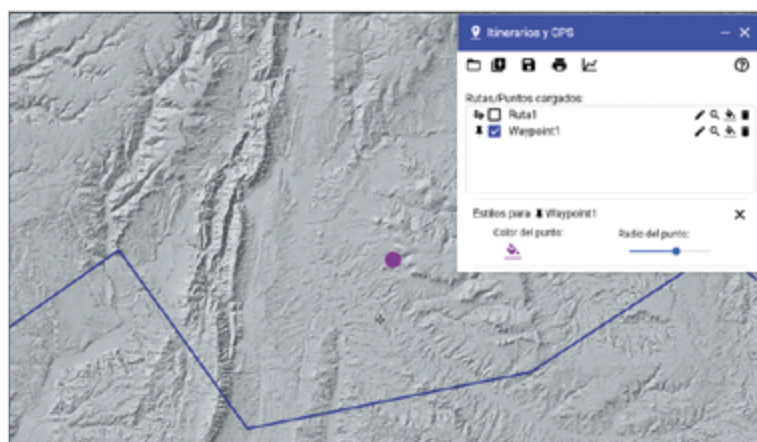 Itinerarios y GPS
Rutas/Puntos cargados:
Ruta1
Waypoint1
Estilos para Waypoint1
Color del punto:
Radio del punto: